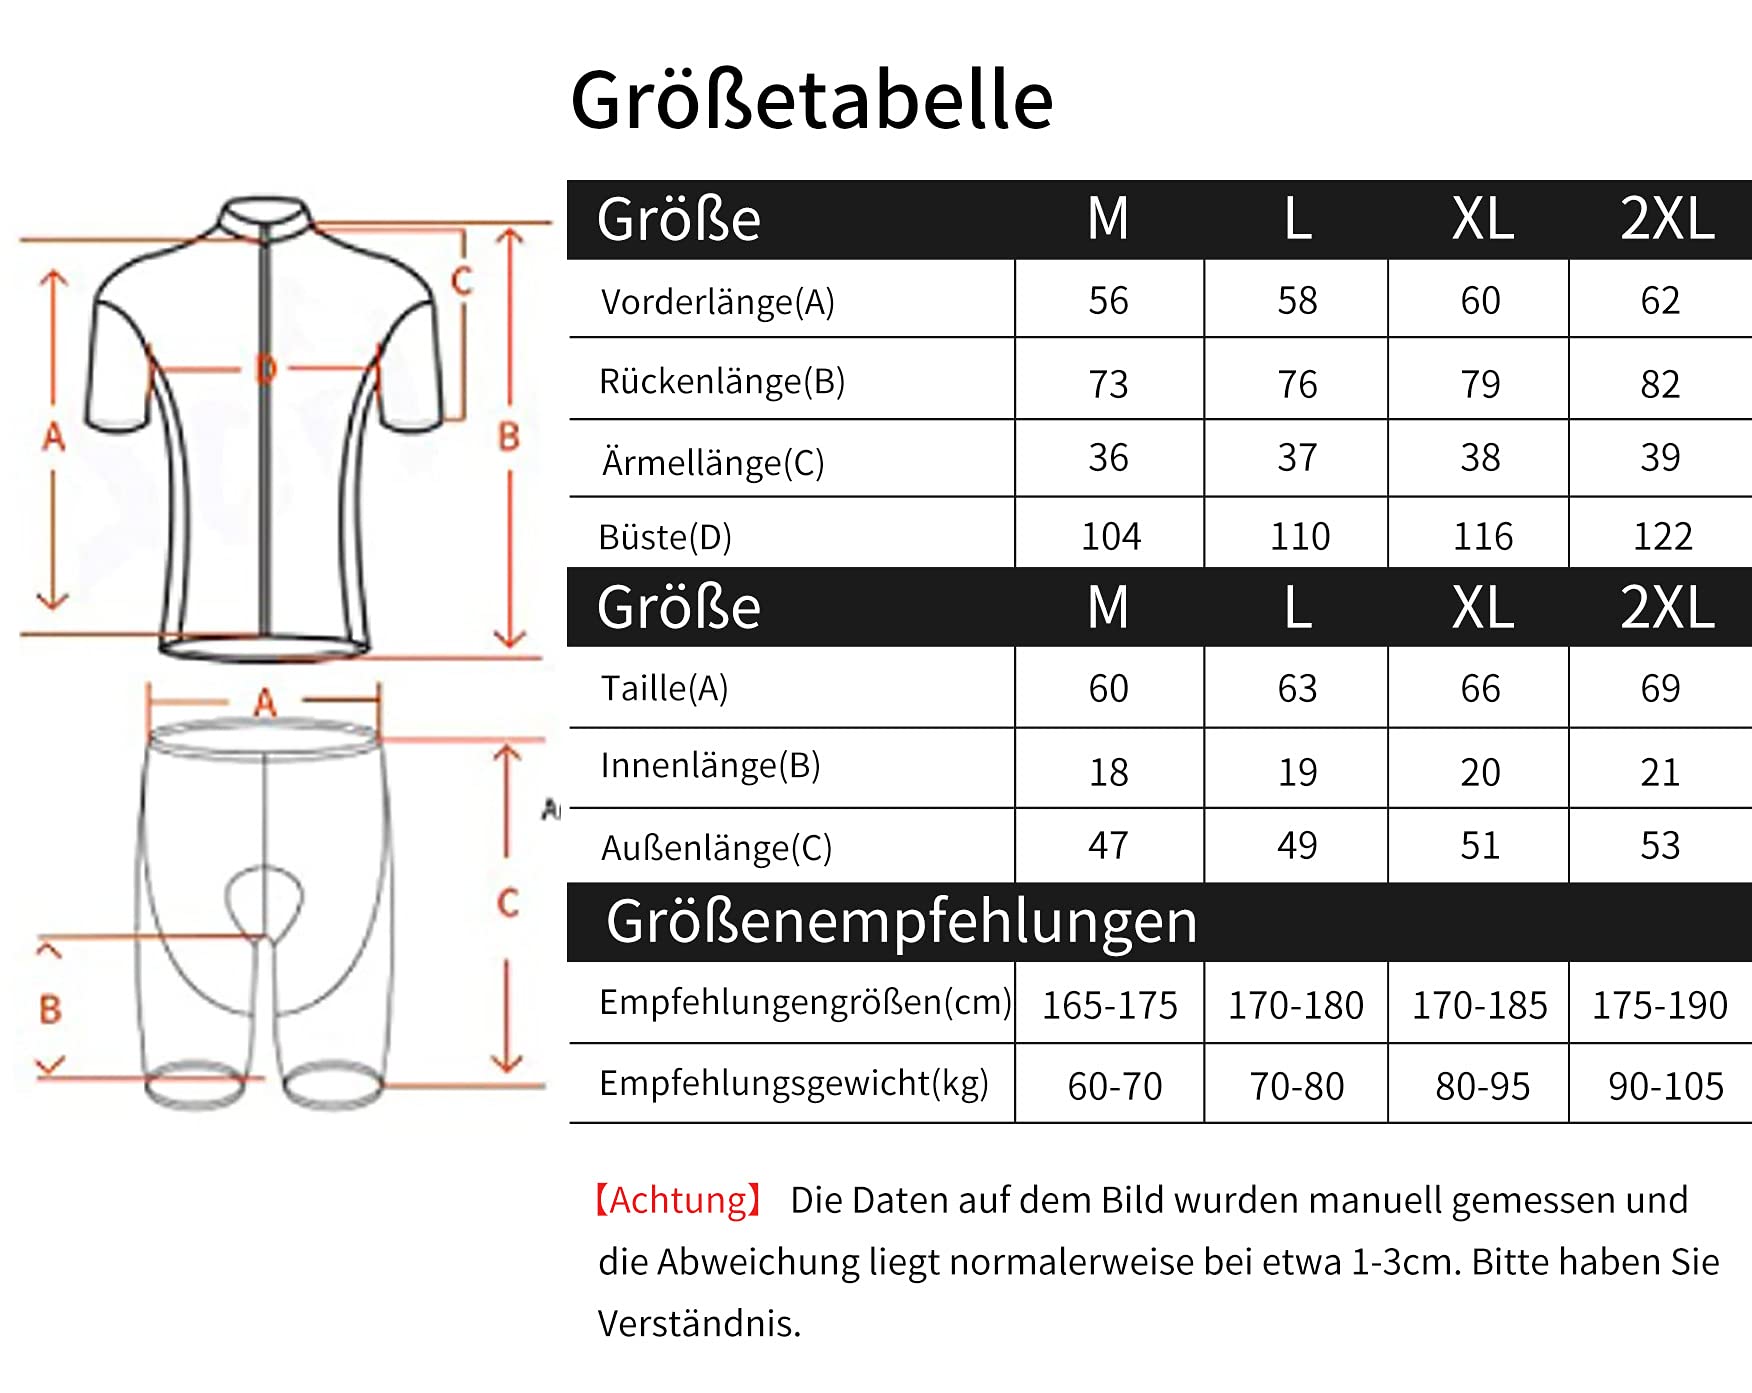 Größetabelle
Größe M L XL 2XL
Vorderlänge(A) 56 58 60 62
Rückenlänge(B) 73 76 79 82
Ärmellänge(C) 36 37 38 39
Büste(D) 104 110 116 122
Größe M L XL 2XL
Taille(A) 60 63 66 69
Innenlänge(B) 18 19 20 21
Außenlänge(C) 47 49 51 53
Größenempfehlungen
Empfehlungengrößen(cm) 165-175 170-180 170-185 175-190
Empfehlungsgewicht(kg) 60-70 70-80 80-95 90-105
【Achtung】 Die Daten auf dem Bild wurden manuell gemessen und
die Abweichung liegt normalerweise bei etwa 1-3cm. Bitte haben Sie
Verständnis.
C
D
A
B
A
C
B